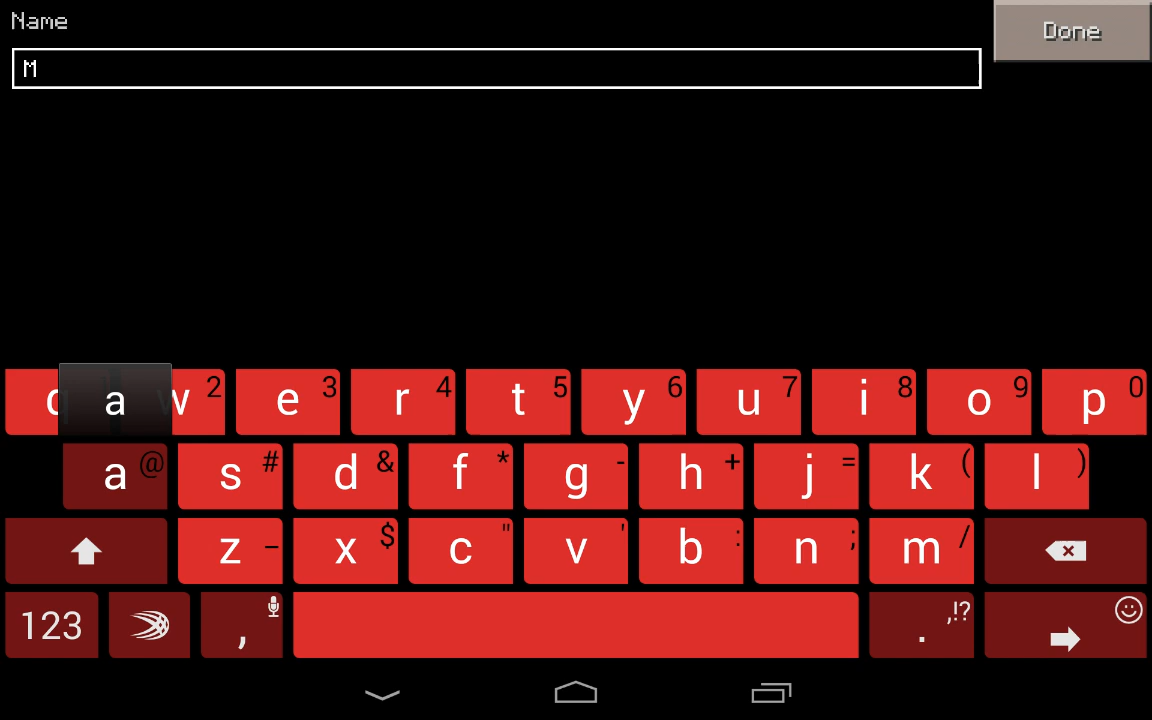 Name
Done
M
a
q w 2 e 3 r 4 t 5 y 6 u 7 i 8 o 9 p 0
a @ s # d & f * g - h + j = k ( l )
z _ x $ c " v ' b : n ; m /
123 , . ,!?